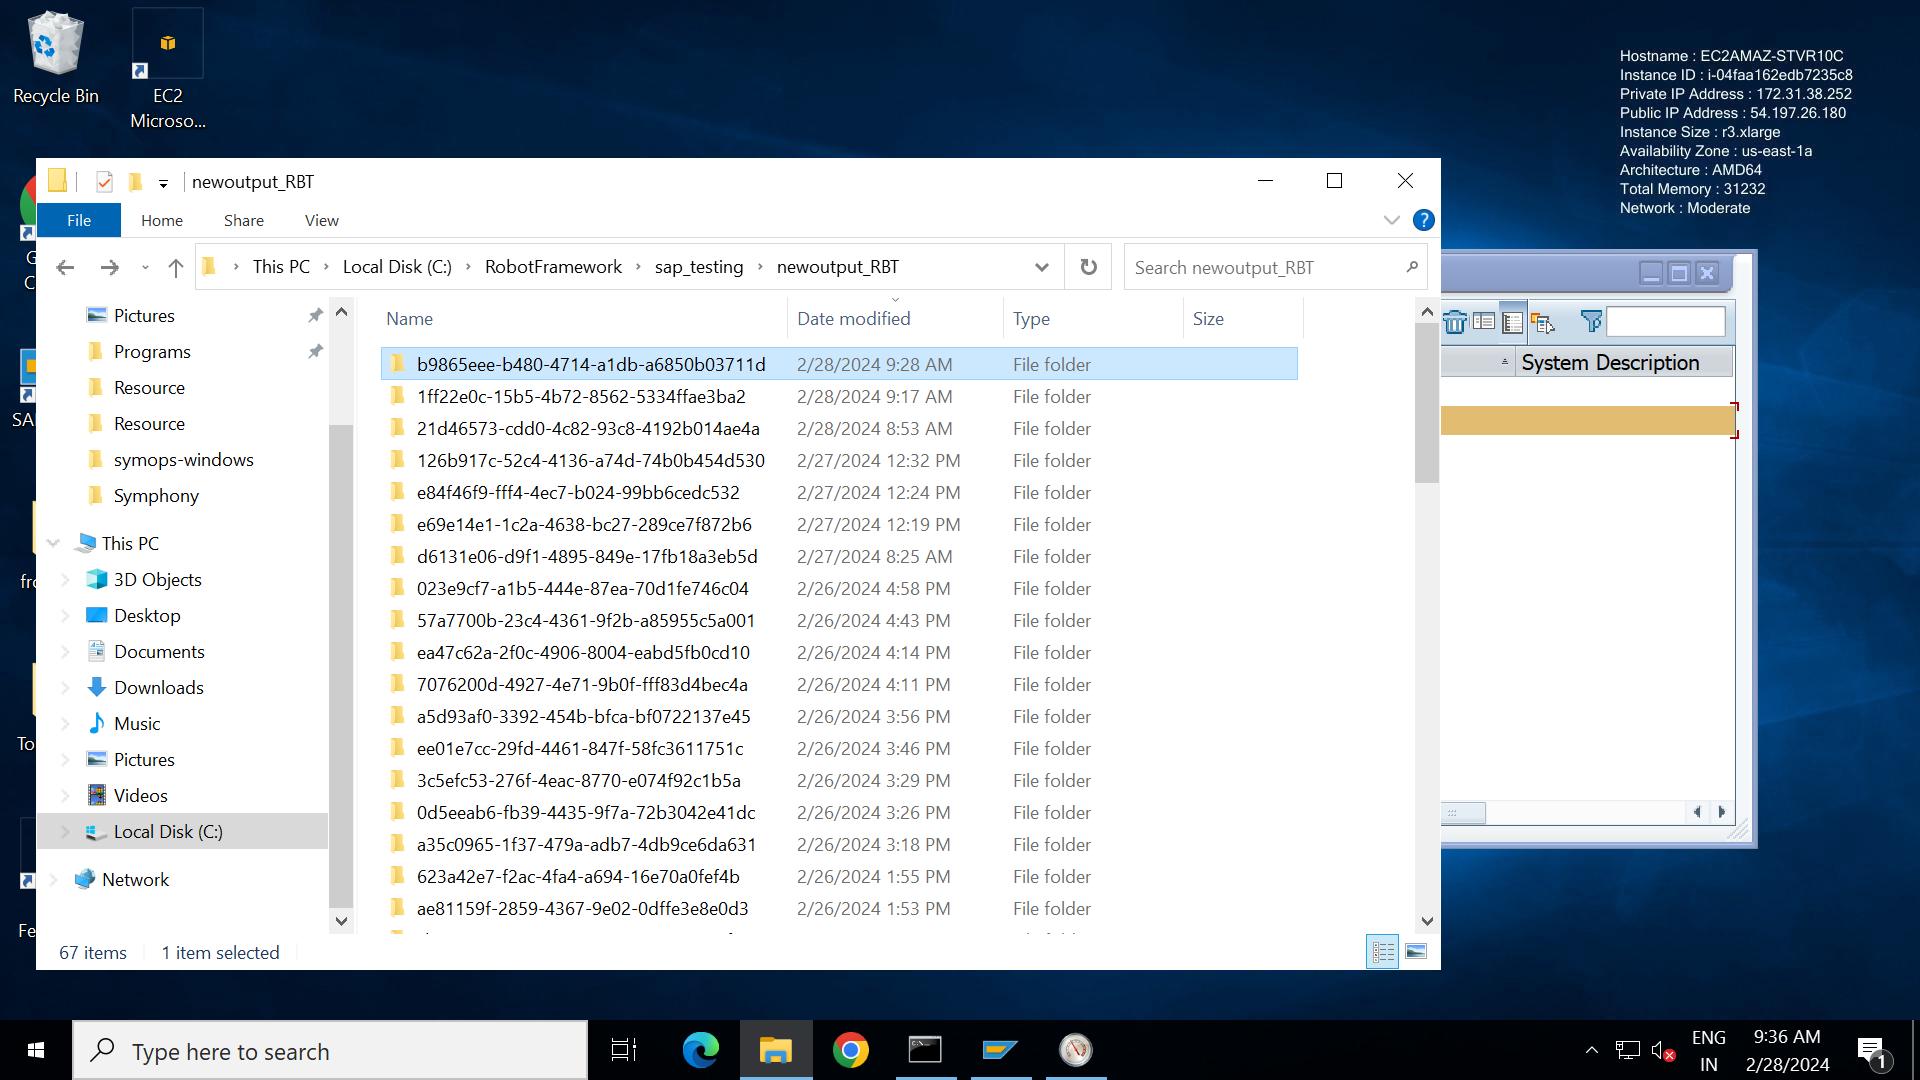 Recycle Bin
EC2
Microso...
Hostname : EC2AMAZ-STVR10C
Instance ID : i-04faa162edb7235c8
Private IP Address : 172.31.38.252
Public IP Address : 54.197.26.180
Instance Size : r3.xlarge
Availability Zone : us-east-1a
Architecture : AMD64
Total Memory : 31232
Network : Moderate
newoutput_RBT
File Home Share View
This PC › Local Disk (C:) › RobotFramework › sap_testing › newoutput_RBT
Search newoutput_RBT
Pictures
Programs
Resource
Resource
symops-windows
Symphony
This PC
3D Objects
Desktop
Documents
Downloads
Music
Pictures
Videos
Local Disk (C:)
Network
Name Date modified Type Size
b9865eee-b480-4714-a1db-a6850b03711d 2/28/2024 9:28 AM File folder
1ff22e0c-15b5-4b72-8562-5334ffae3ba2 2/28/2024 9:17 AM File folder
21d46573-cdd0-4c82-93c8-4192b014ae4a 2/28/2024 8:53 AM File folder
126b917c-52c4-4136-a74d-74b0b454d530 2/27/2024 12:32 PM File folder
e84f46f9-fff4-4ec7-b024-99bb6cedc532 2/27/2024 12:24 PM File folder
e69e14e1-1c2a-4638-bc27-289ce7f872b6 2/27/2024 12:19 PM File folder
d6131e06-d9f1-4895-849e-17fb18a3eb5d 2/27/2024 8:25 AM File folder
023e9cf7-a1b5-444e-87ea-70d1fe746c04 2/26/2024 4:58 PM File folder
57a7700b-23c4-4361-9f2b-a85955c5a001 2/26/2024 4:43 PM File folder
ea47c62a-2f0c-4906-8004-eabd5fb0cd10 2/26/2024 4:14 PM File folder
7076200d-4927-4e71-9b0f-fff83d4bec4a 2/26/2024 4:11 PM File folder
a5d93af0-3392-454b-bfca-bf0722137e45 2/26/2024 3:56 PM File folder
ee01e7cc-29fd-4461-847f-58fc3611751c 2/26/2024 3:46 PM File folder
3c5efc53-276f-4eac-8770-e074f92c1b5a 2/26/2024 3:29 PM File folder
0d5eeab6-fb39-4435-9f7a-72b3042e41dc 2/26/2024 3:26 PM File folder
a35c0965-1f37-479a-adb7-4db9ce6da631 2/26/2024 3:18 PM File folder
623a42e7-f2ac-4fa4-a694-16e70a0fef4b 2/26/2024 1:55 PM File folder
ae81159f-2859-4367-9e02-0dffe3e8e0d3 2/26/2024 1:53 PM File folder
67 items 1 item selected
System Description
Type here to search
ENG
IN
9:36 AM
2/28/2024
1